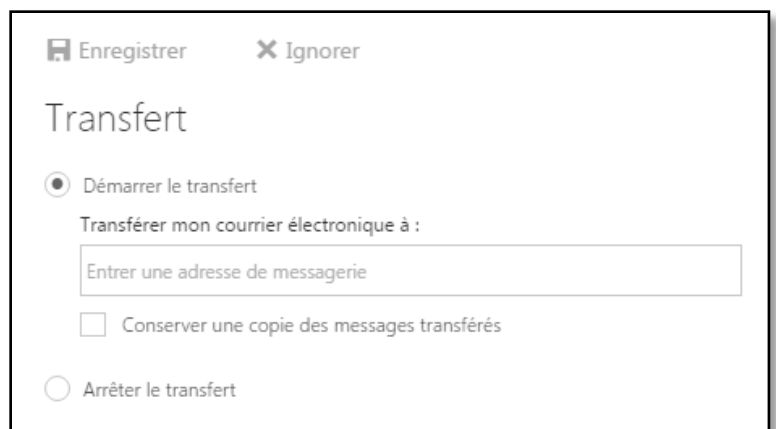 Enregistrer Ignorer
Transfert
Démarrer le transfert
Transférer mon courrier électronique à :
Entrer une adresse de messagerie
Conserver une copie des messages transférés
Arrêter le transfert